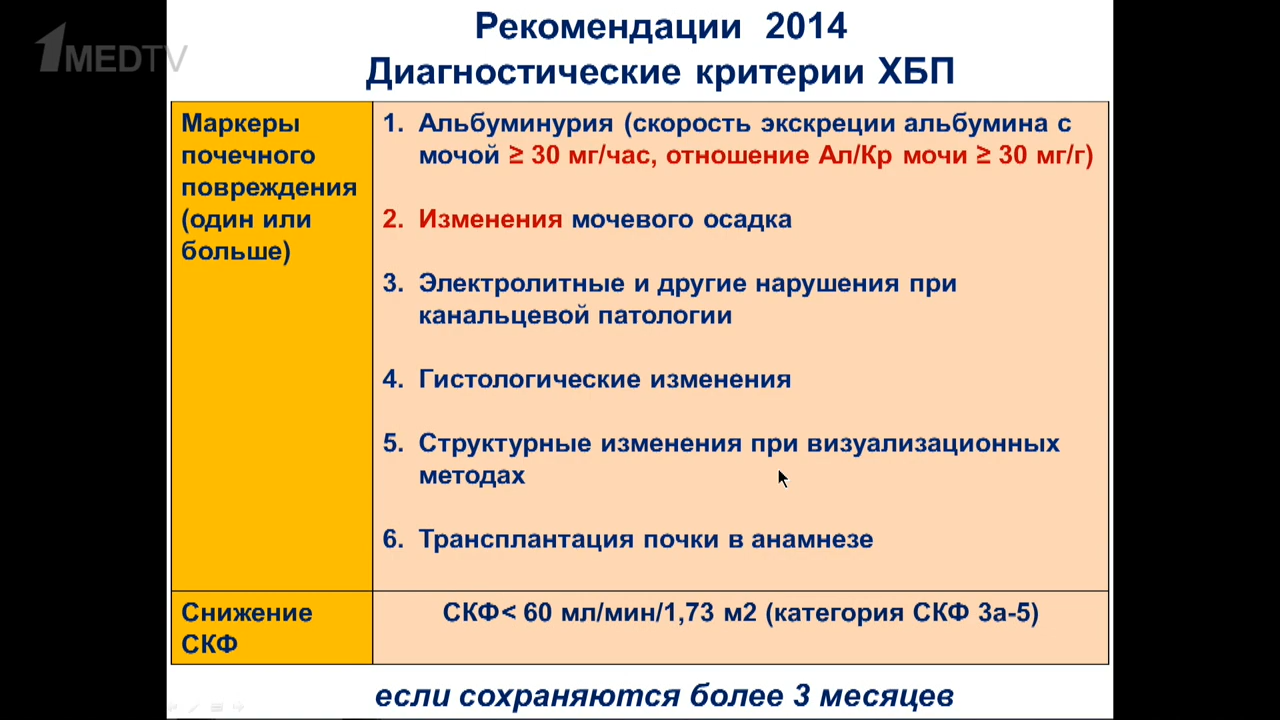 1MEDTV
Рекомендации 2014
Диагностические критерии ХБП
Маркеры
почечного
повреждения
(один или
больше)
1. Альбуминурия (скорость экскреции альбумина с
мочой ≥ 30 мг/час, отношение Ал/Кр мочи ≥ 30 мг/г)
2. Изменения мочевого осадка
3. Электролитные и другие нарушения при
канальцевой патологии
4. Гистологические изменения
5. Структурные изменения при визуализационных
методах
6. Трансплантация почки в анамнезе
Снижение
СКФ
СКФ< 60 мл/мин/1,73 м2 (категория СКФ 3а-5)
если сохраняются более 3 месяцев